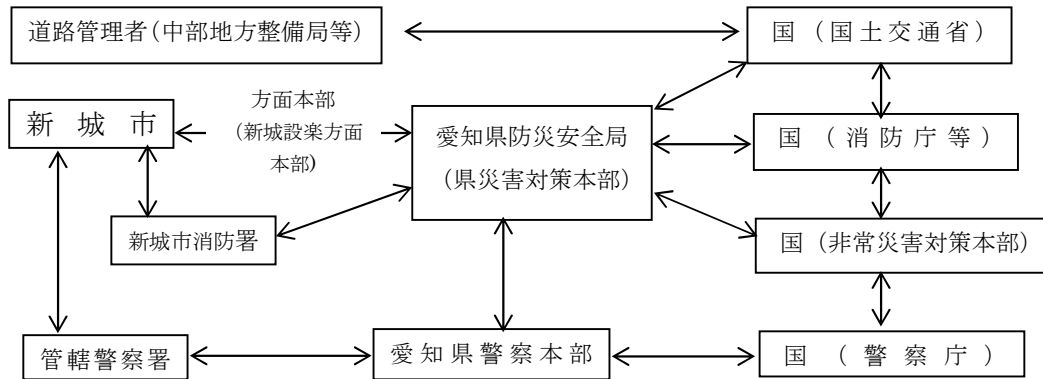 道路管理者(中部地方整備局等)
国(国土交通省)
新城市
方面本部
(新城設楽方面
本部)
愛知県防災安全局
(県災害対策本部)
国(消防庁等)
新城市消防署
国(非常災害対策本部)
管轄警察署
愛知県警察本部
国(警察庁)